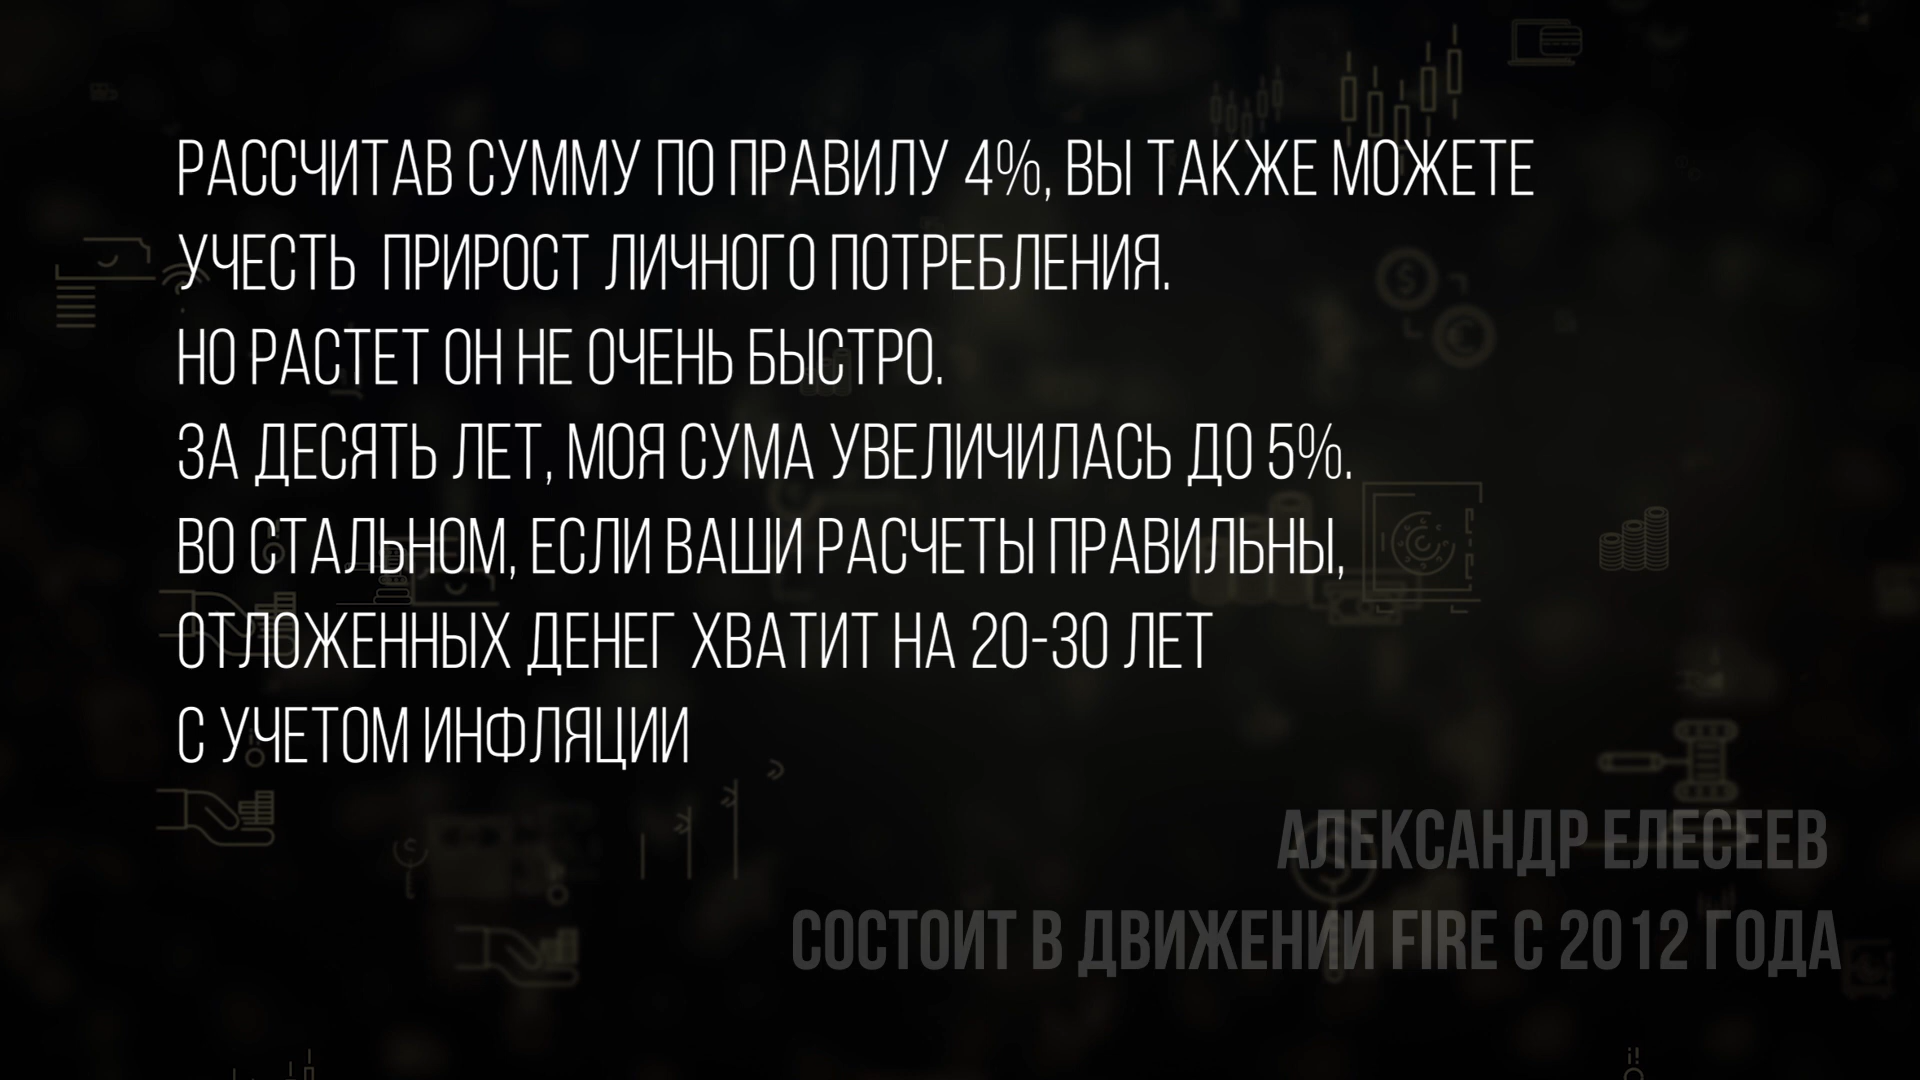 РАССЧИТАВ СУММУ ПО ПРАВИЛУ 4%, ВЫ ТАКЖЕ МОЖЕТЕ
УЧЕСТЬ ПРИРОСТ ЛИЧНОГО ПОТРЕБЛЕНИЯ.
НО РАСТЕТ ОН НЕ ОЧЕНЬ БЫСТРО.
ЗА ДЕСЯТЬ ЛЕТ, МОЯ СУМА УВЕЛИЧИЛАСЬ ДО 5%.
ВО СТАЛЬНОМ, ЕСЛИ ВАШИ РАСЧЕТЫ ПРАВИЛЬНЫ,
ОТЛОЖЕННЫХ ДЕНЕГ ХВАТИТ НА 20-30 ЛЕТ
С УЧЕТОМ ИНФЛЯЦИИ
АЛЕКСАНДР ЕЛЕСЕЕВ
СОСТОИТ В ДВИЖЕНИИ FIRE С 2012 ГОДА